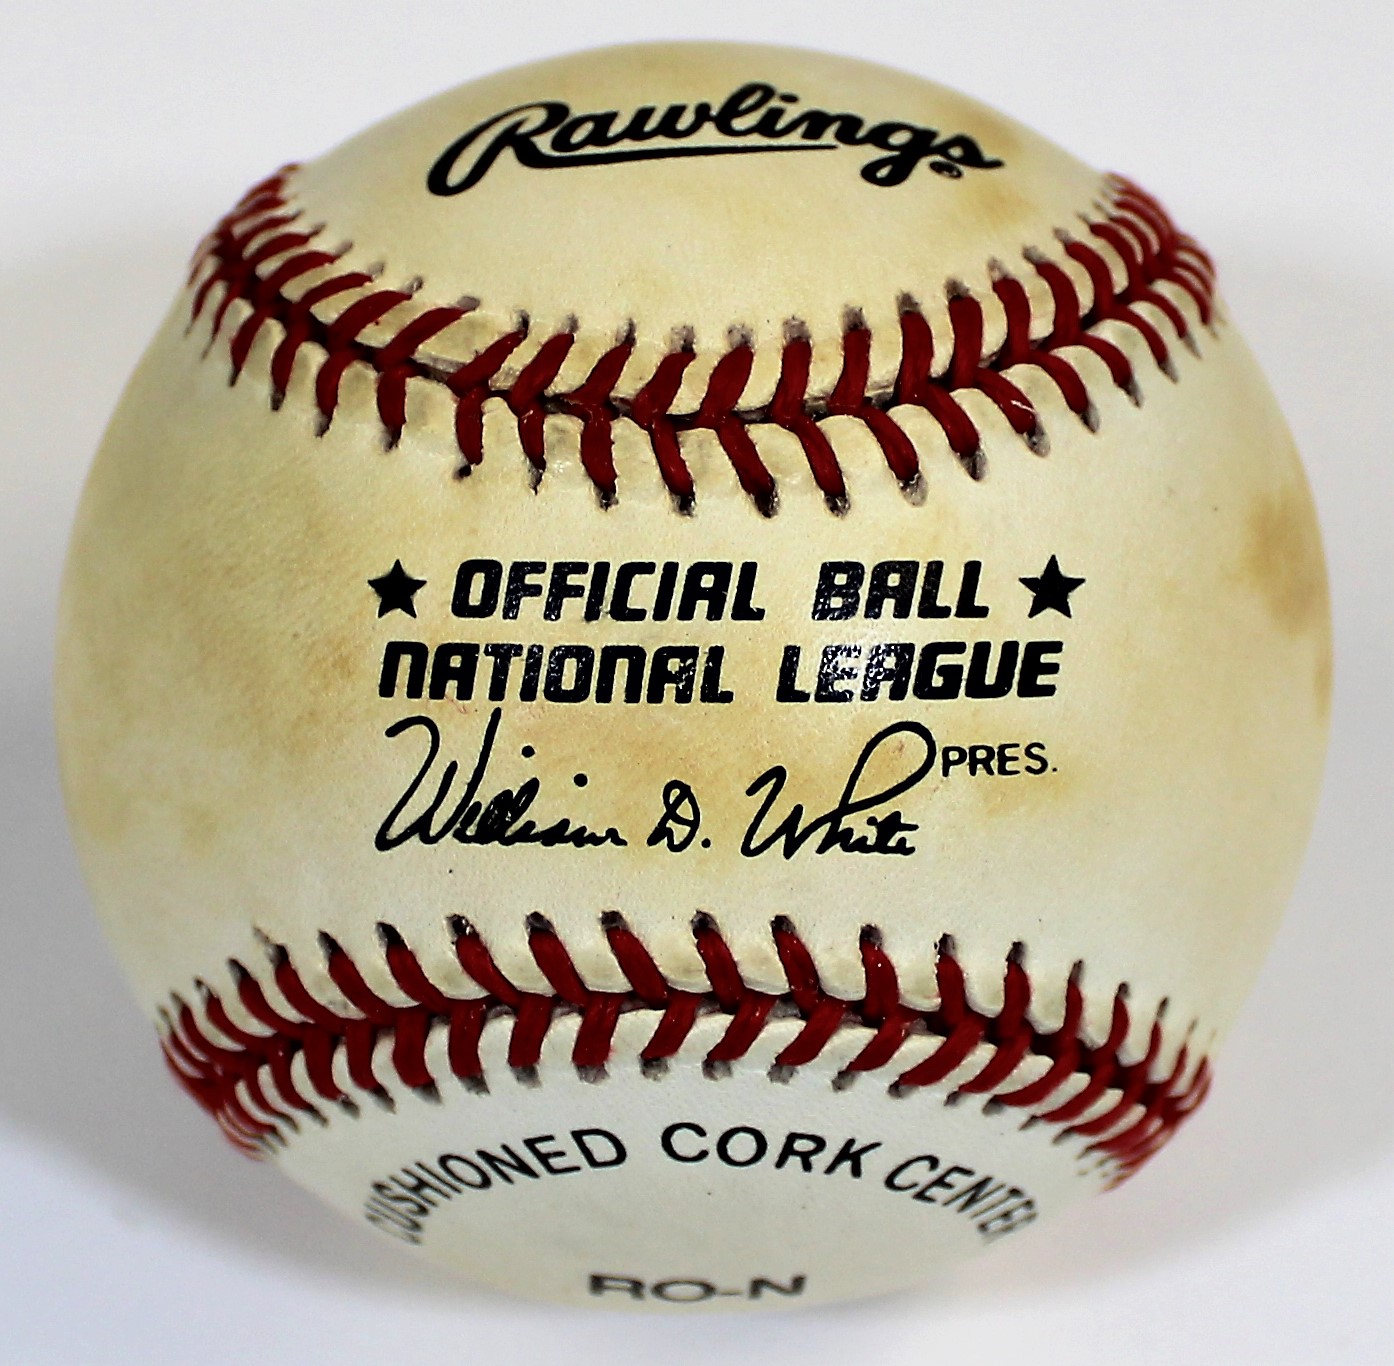 Rawlings®
★ OFFICIAL BALL ★
NATIONAL LEAGUE
William D. White PRES.
CUSHIONED CORK CENTER
RO-N